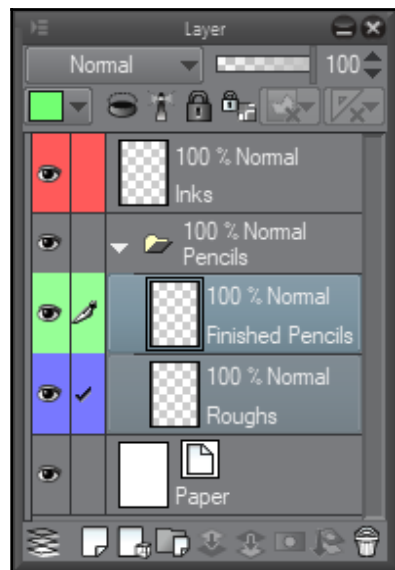 Layer
Normal 100
100 % Normal
Inks
100 % Normal
Pencils
100 % Normal
Finished Pencils
100 % Normal
Roughs
Paper